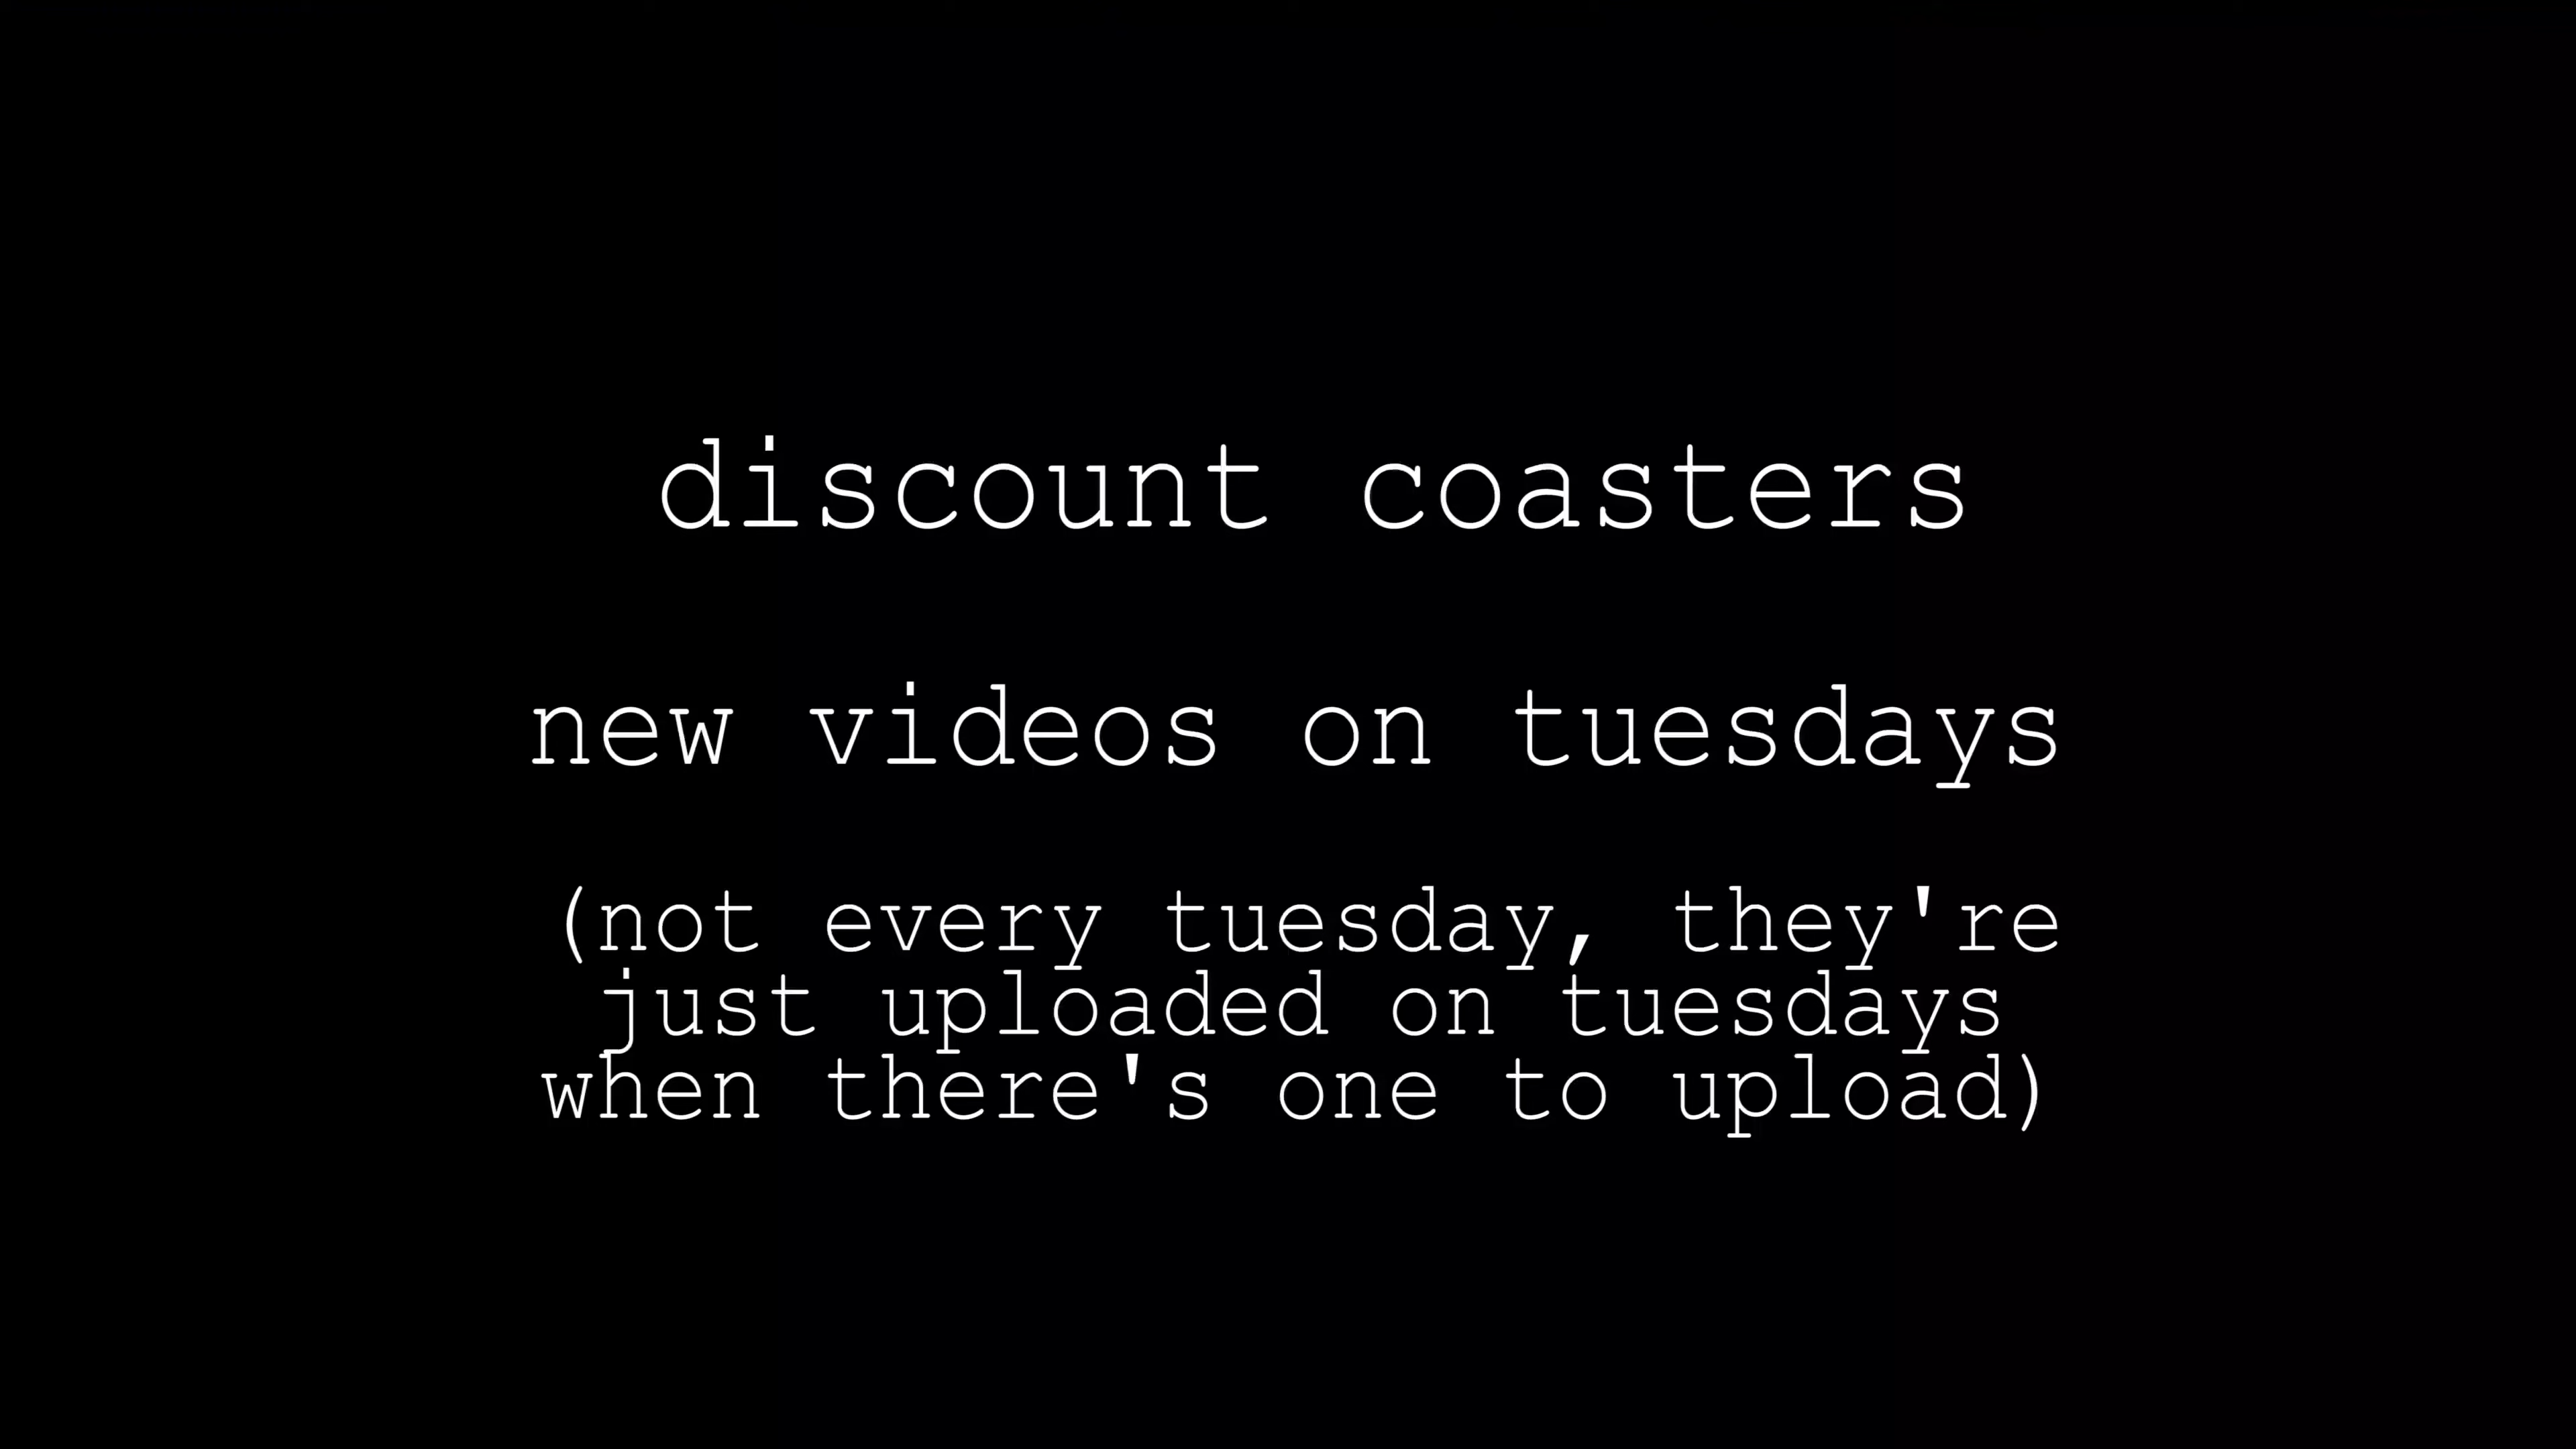 discount coasters
new videos on tuesdays
(not every tuesday, they're
just uploaded on tuesdays
when there's one to upload)